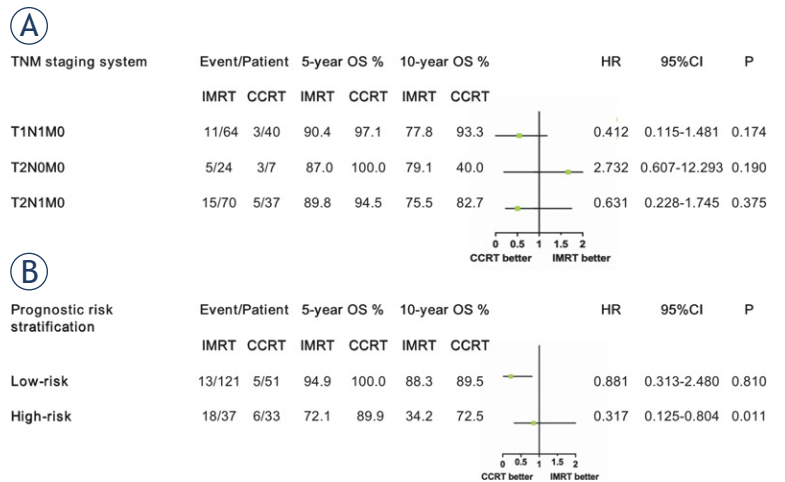 A
TNM staging system Event/Patient 5-year OS % 10-year OS % HR 95%CI P
IMRT CCRT IMRT CCRT IMRT CCRT
T1N1M0 11/64 3/40 90.4 97.1 77.8 93.3 0.412 0.115-1.481 0.174
T2N0M0 5/24 3/7 87.0 100.0 79.1 40.0 2.732 0.607-12.293 0.190
T2N1M0 15/70 5/37 89.8 94.5 75.5 82.7 0.631 0.228-1.745 0.375
0 0.5 1 1.5 2
CCRT better IMRT better
B
Prognostic risk Event/Patient 5-year OS % 10-year OS % HR 95%CI P
stratification
IMRT CCRT IMRT CCRT IMRT CCRT
Low-risk 13/121 5/51 94.9 100.0 88.3 89.5 0.881 0.313-2.480 0.810
High-risk 18/37 6/33 72.1 89.9 34.2 72.5 0.317 0.125-0.804 0.011
0 0.5 1 1.5 2
CCRT better IMRT better